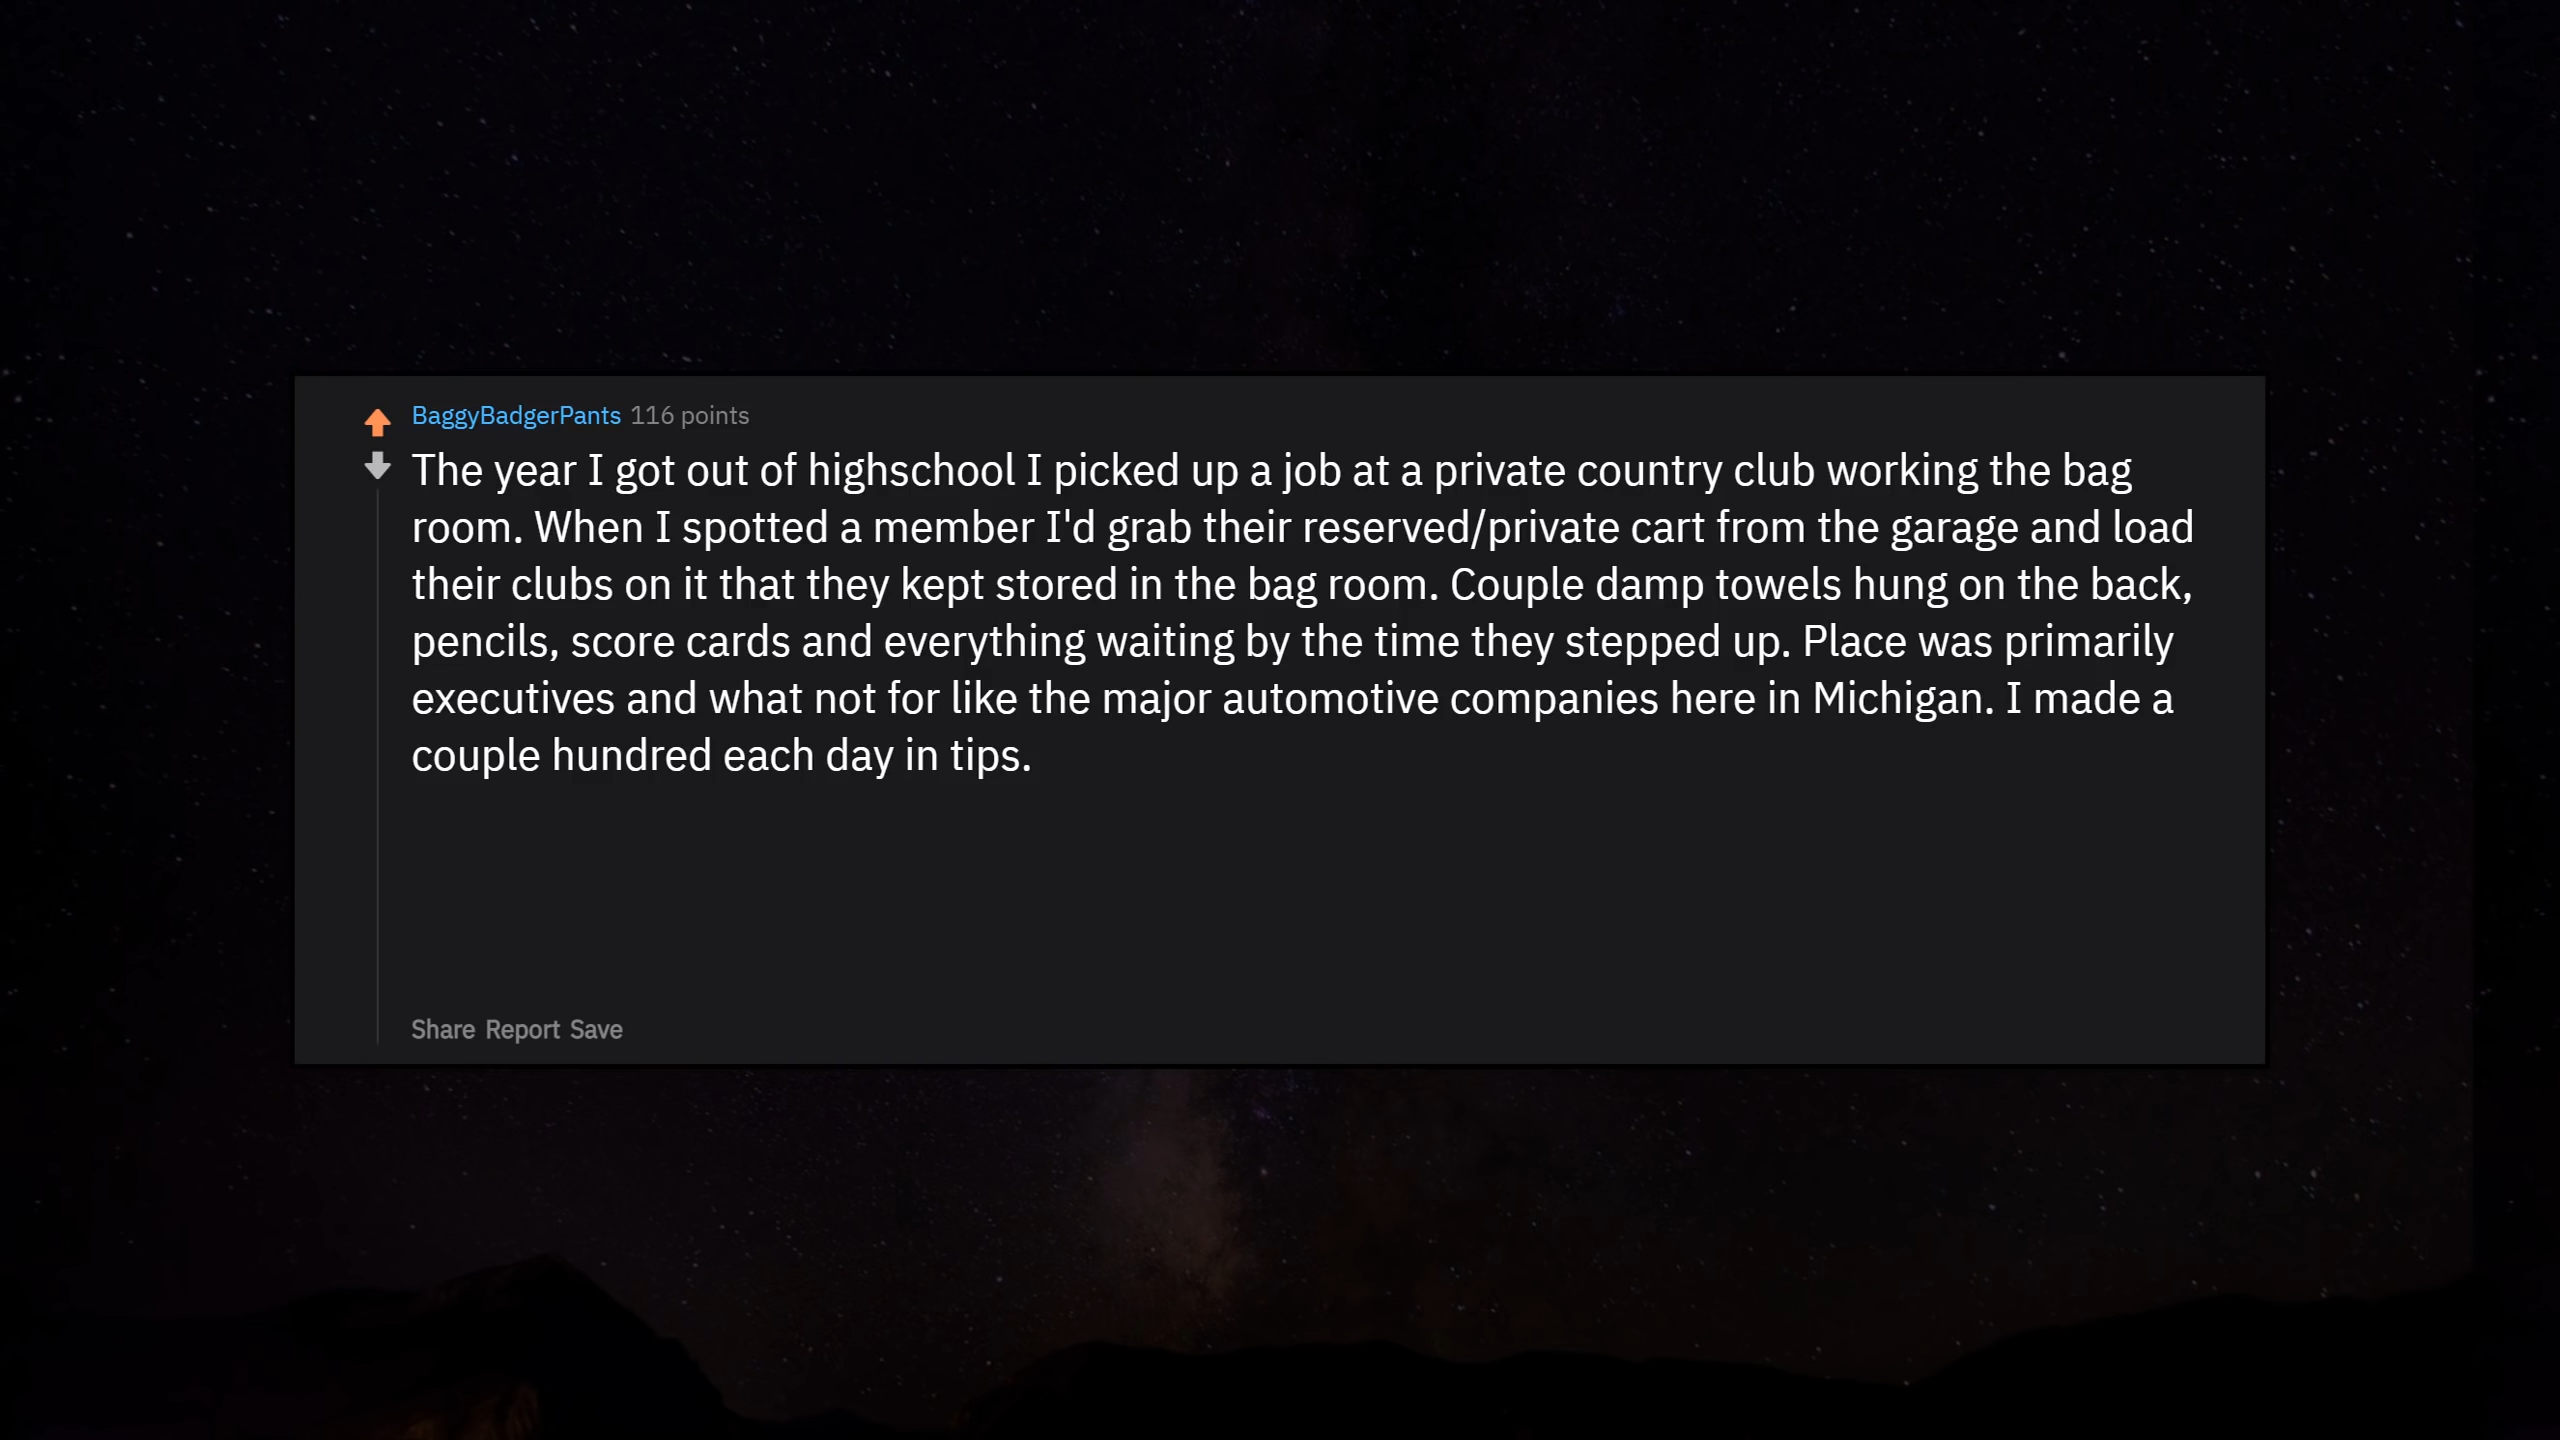 BaggyBadgerPants 116 points
The year I got out of highschool I picked up a job at a private country club working the bag
room. When I spotted a member I'd grab their reserved/private cart from the garage and load
their clubs on it that they kept stored in the bag room. Couple damp towels hung on the back,
pencils, score cards and everything waiting by the time they stepped up. Place was primarily
executives and what not for like the major automotive companies here in Michigan. I made a
couple hundred each day in tips.
Share Report Save